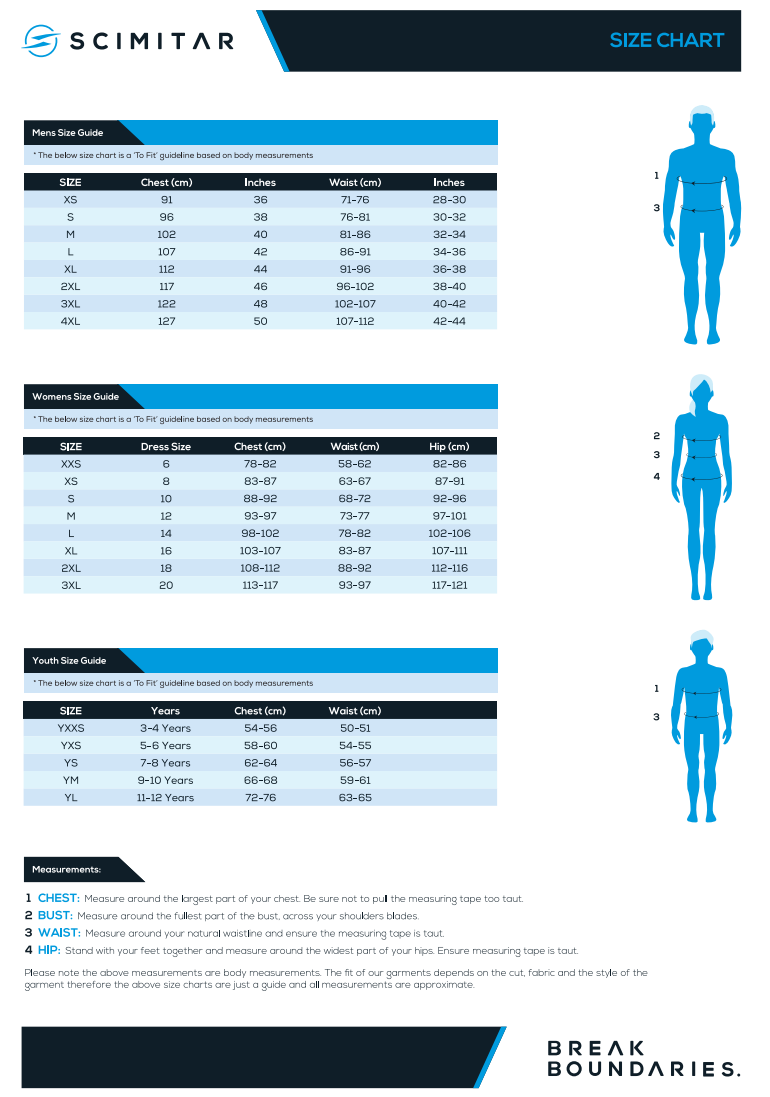 SCIMITAR
SIZE CHART
Mens Size Guide
* The below size chart is a 'To Fit' guideline based on body measurements
SIZE Chest (cm) Inches Waist (cm) Inches
XS 91 36 71-76 28-30
S 96 38 76-81 30-32
M 102 40 81-86 32-34
L 107 42 86-91 34-36
XL 112 44 91-96 36-38
2XL 117 46 96-102 38-40
3XL 122 48 102-107 40-42
4XL 127 50 107-112 42-44
1
3
Womens Size Guide
* The below size chart is a 'To Fit' guideline based on body measurements
SIZE Dress Size Chest (cm) Waist(cm) Hip (cm)
XXS 6 78-82 58-62 82-86
XS 8 83-87 63-67 87-91
S 10 88-92 68-72 92-96
M 12 93-97 73-77 97-101
L 14 98-102 78-82 102-106
XL 16 103-107 83-87 107-111
2XL 18 108-112 88-92 112-116
3XL 20 113-117 93-97 117-121
2
3
4
Youth Size Guide
* The below size chart is a 'To Fit' guideline based on body measurements
SIZE Years Chest (cm) Waist (cm)
YXXS 3-4 Years 54-56 50-51
YXS 5-6 Years 58-60 54-55
YS 7-8 Years 62-64 56-57
YM 9-10 Years 66-68 59-61
YL 11-12 Years 72-76 63-65
1
3
Measurements:
1 CHEST: Measure around the largest part of your chest. Be sure not to pull the measuring tape too taut.
2 BUST: Measure around the fullest part of the bust, across your shoulders blades.
3 WAIST: Measure around your natural waistline and ensure the measuring tape is taut.
4 HIP: Stand with your feet together and measure around the widest part of your hips. Ensure measuring tape is taut.
Please note the above measurements are body measurements. The fit of our garments depends on the cut, fabric and the style of the
garment therefore the above size charts are just a guide and all measurements are approximate.
BREAK
BOUNDARIES.